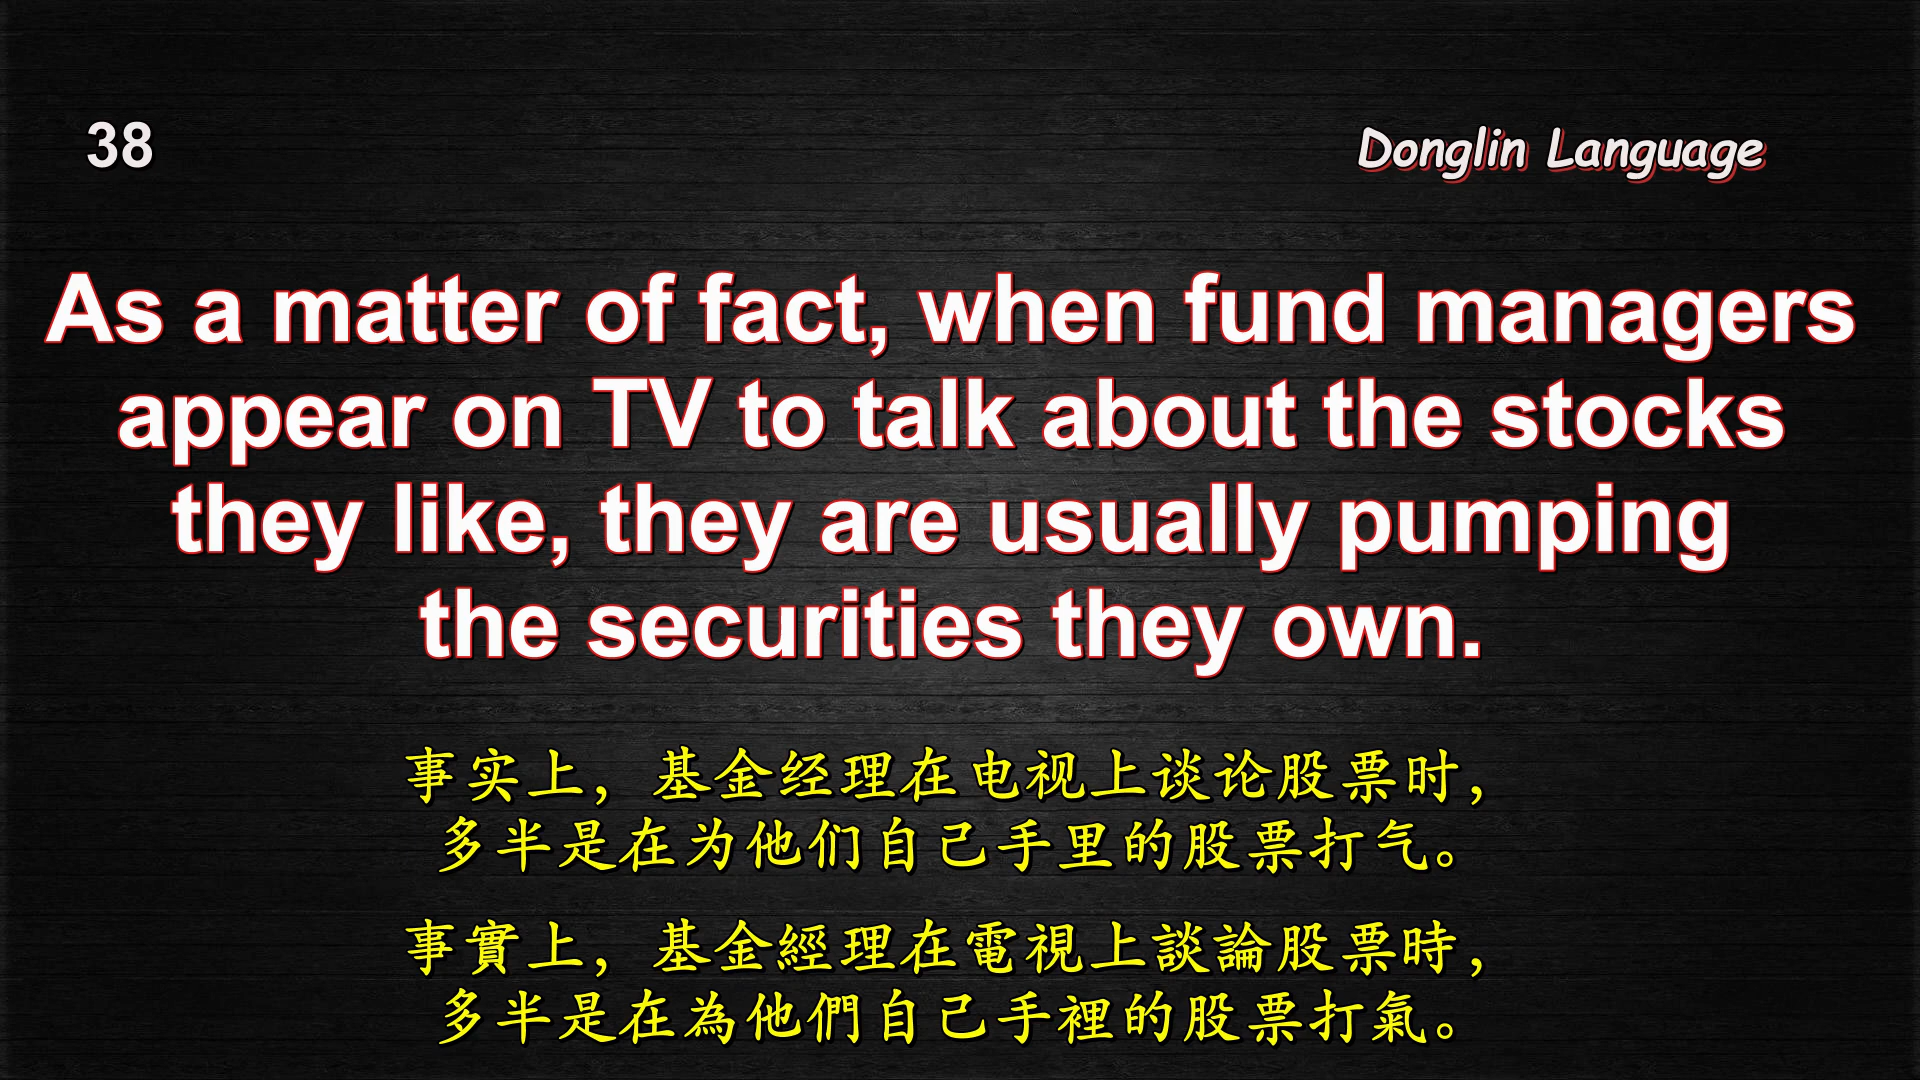 38
Donglin Language
As a matter of fact, when fund managers
appear on TV to talk about the stocks
they like, they are usually pumping
the securities they own.
事实上，基金经理在电视上谈论股票时，
多半是在为他们自己手里的股票打气。
事實上，基金經理在電視上談論股票時，
多半是在為他們自己手裡的股票打氣。